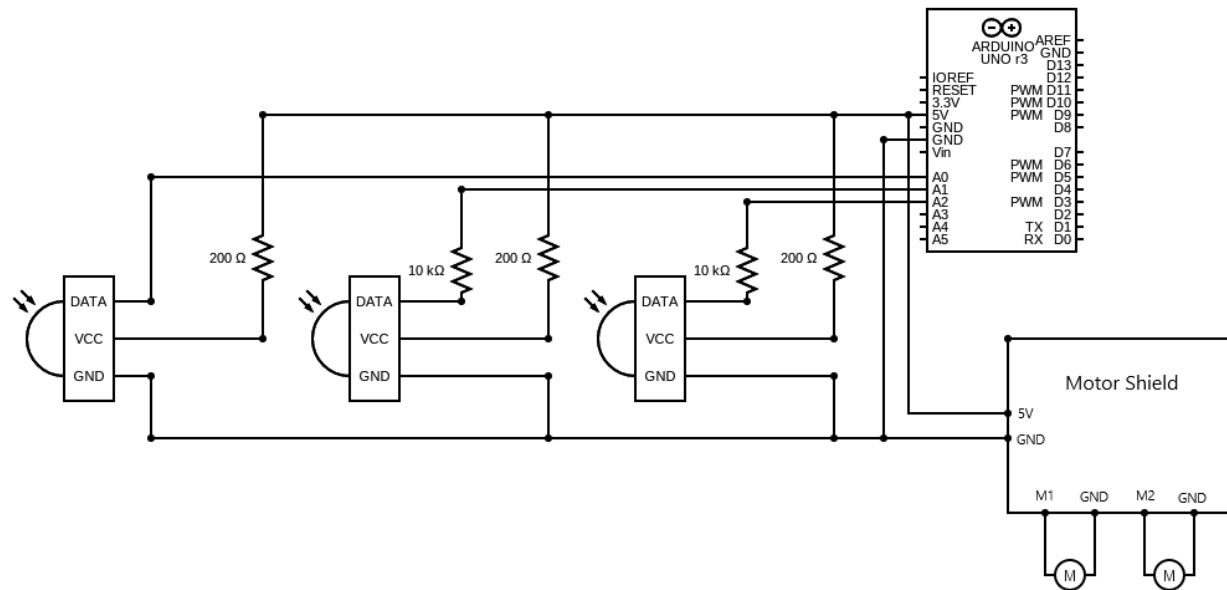 ARDUINO
UNO r3
AREF
GND
D13
IOREF
D12
RESET
PWM D11
3.3V
PWM D10
5V
PWM D9
GND
D8
GND
Vin
D7
PWM D6
A0
PWM D5
A1
D4
A2
PWM D3
A3
D2
A4
TX D1
A5
RX D0
200 Ω
10 kΩ
200 Ω
10 kΩ
200 Ω
DATA
VCC
GND
DATA
VCC
GND
DATA
VCC
GND
Motor Shield
5V
GND
M1
GND
M2
GND
M
M